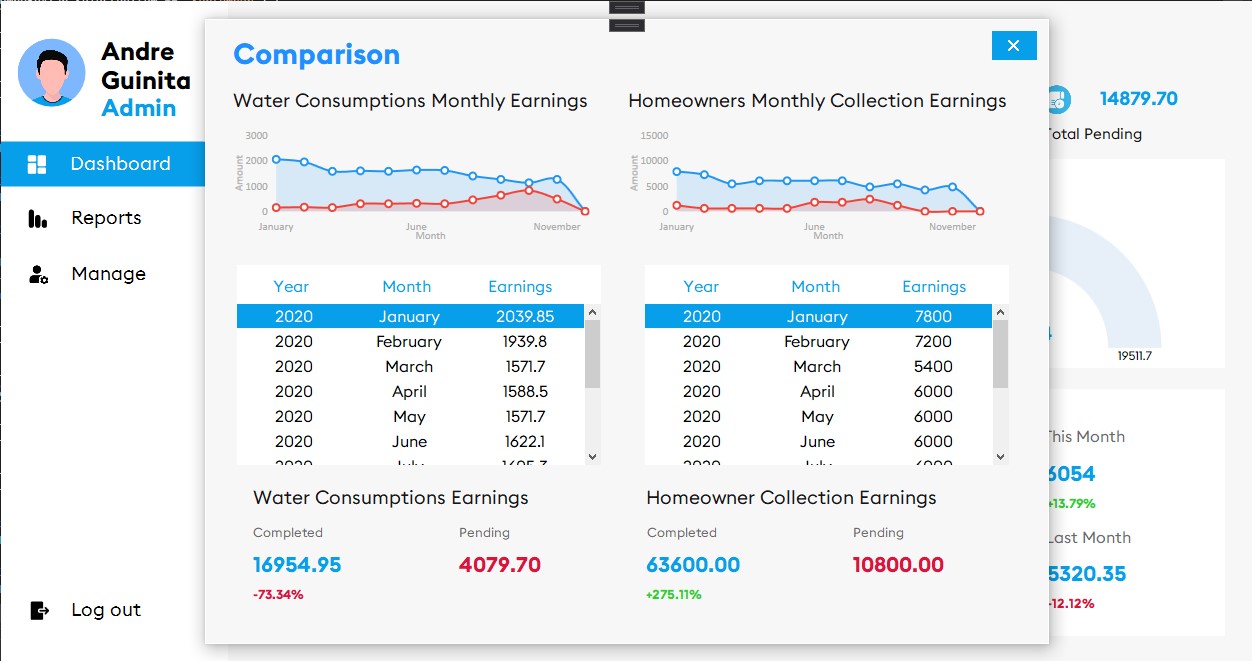 Andre
Guinita
Admin
Dashboard
Reports
Manage
Log out
Comparison
✕
Water Consumptions Monthly Earnings
3000
2000
1000
0
Amount
January
June
November
Month
Homeowners Monthly Collection Earnings
15000
10000
5000
0
Amount
January
June
November
Month
Year Month Earnings
2020 January 2039.85
2020 February 1939.8
2020 March 1571.7
2020 April 1588.5
2020 May 1571.7
2020 June 1622.1
Year Month Earnings
2020 January 7800
2020 February 7200
2020 March 5400
2020 April 6000
2020 May 6000
2020 June 6000
Water Consumptions Earnings
Completed Pending
16954.95 4079.70
-73.34%
Homeowner Collection Earnings
Completed Pending
63600.00 10800.00
+275.11%
14879.70
Total Pending
19511.7
This Month
6054
+13.79%
Last Month
5320.35
-12.12%